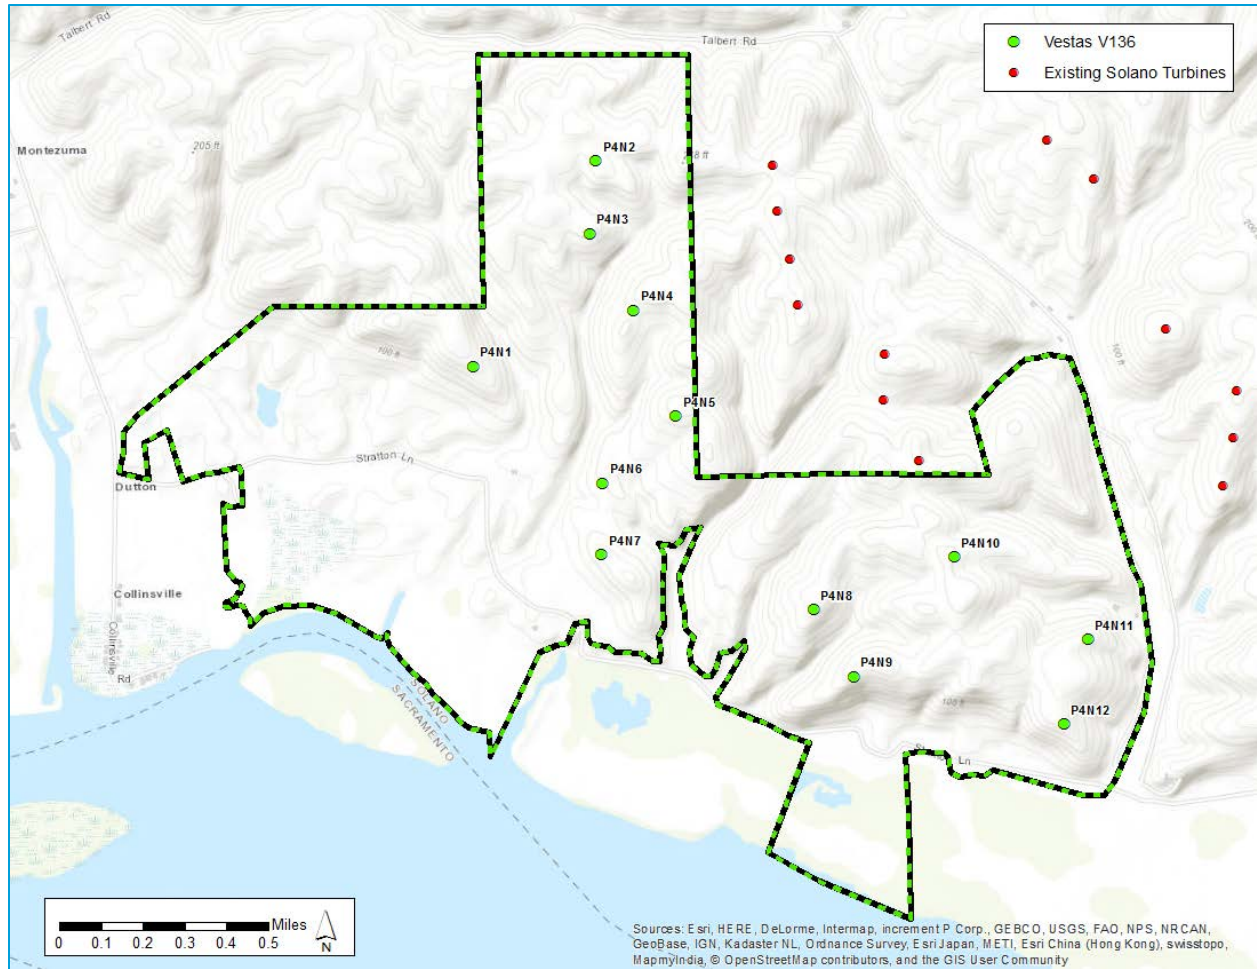 Talbert Rd
Talbert Rd
Vestas V136
Existing Solano Turbines
Montezuma
205 ft
P4N2
P4N3
P4N4
100 ft
P4N1
P4N5
Stratton Ln
P4N6
Dutton
P4N7
P4N10
Collinsville
P4N8
P4N11
Collinsville
Rd
P4N9
SOLANO
SACRAMENTO
P4N12
Ln
Miles
0 0.1 0.2 0.3 0.4 0.5
N
Sources: Esri, HERE, DeLorme, Intermap, increment P Corp., GEBCO, USGS, FAO, NPS, NRCAN,
GeoBase, IGN, Kadaster NL, Ordnance Survey, Esri Japan, METI, Esri China (Hong Kong), swisstopo,
MapmyIndia, © OpenStreetMap contributors, and the GIS User Community